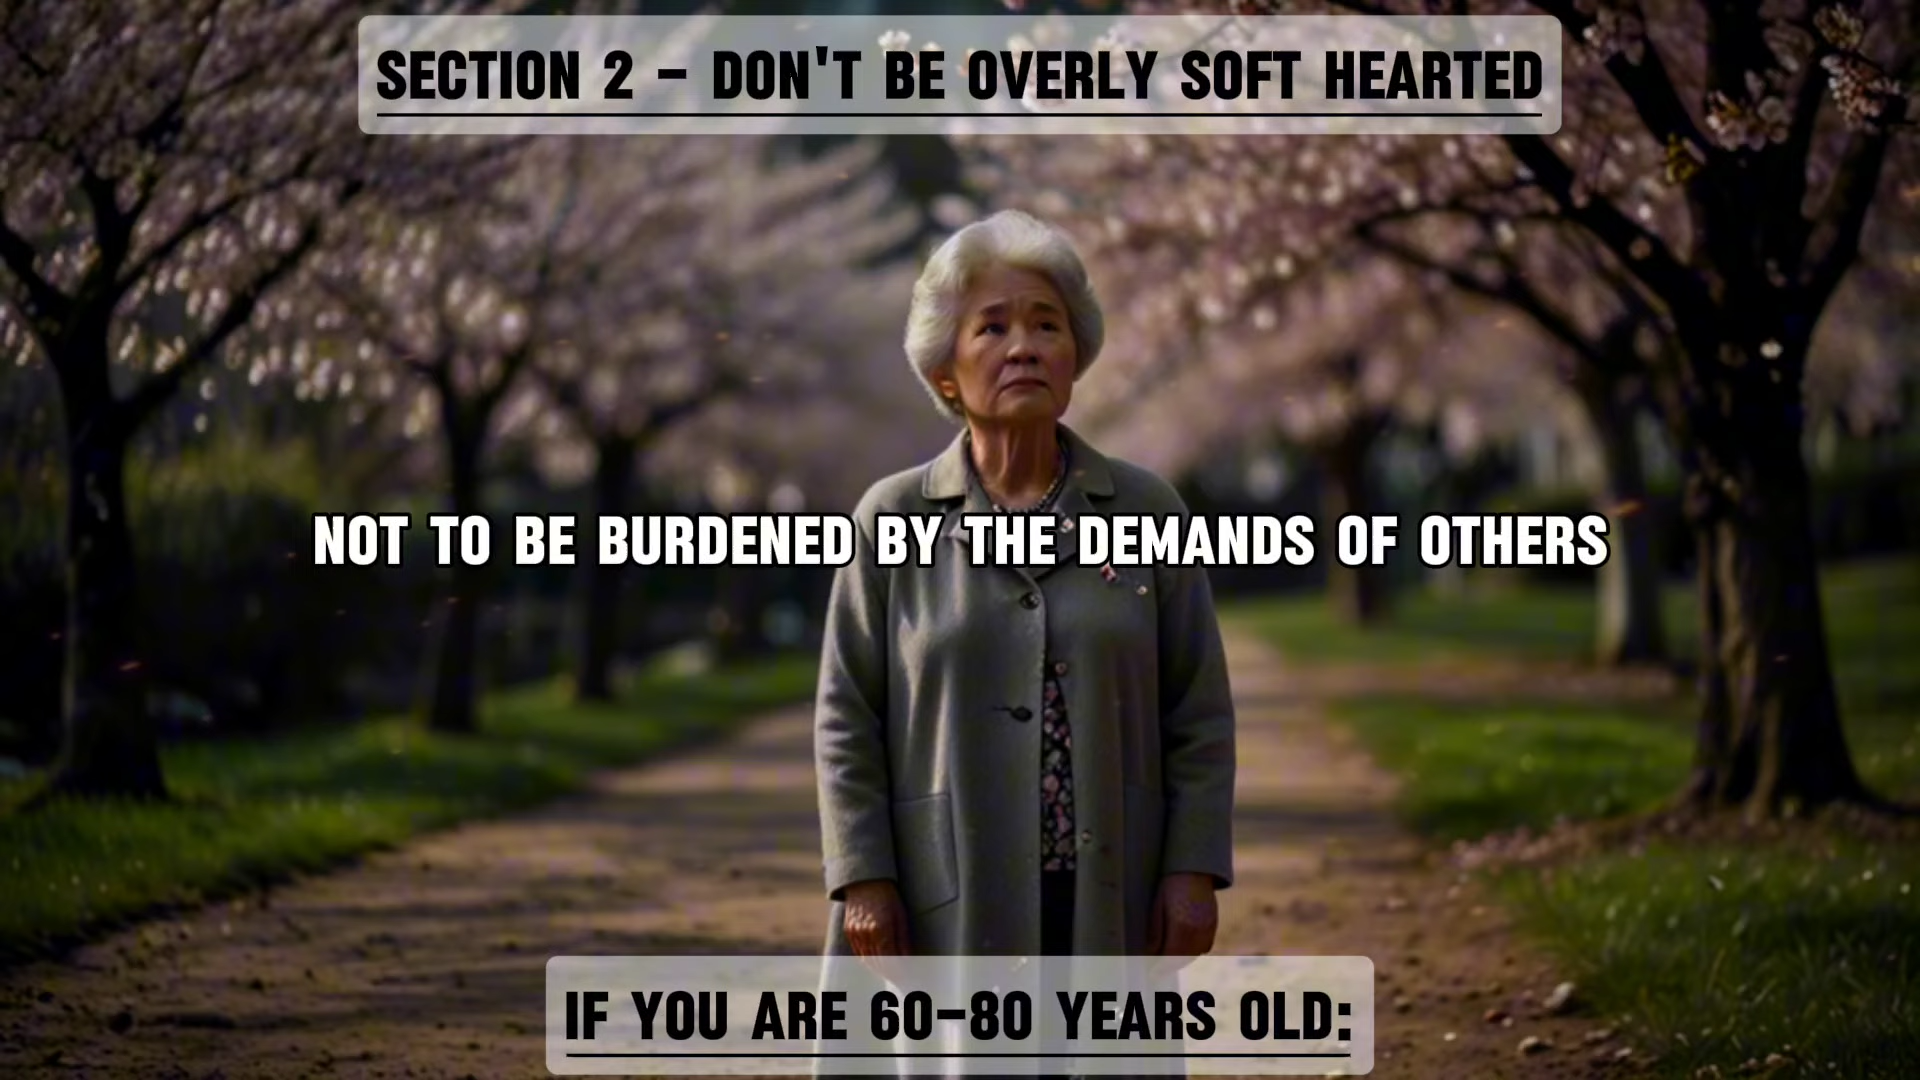 SECTION 2 - DON'T BE OVERLY SOFT HEARTED
NOT TO BE BURDENED BY THE DEMANDS OF OTHERS
IF YOU ARE 60-80 YEARS OLD: